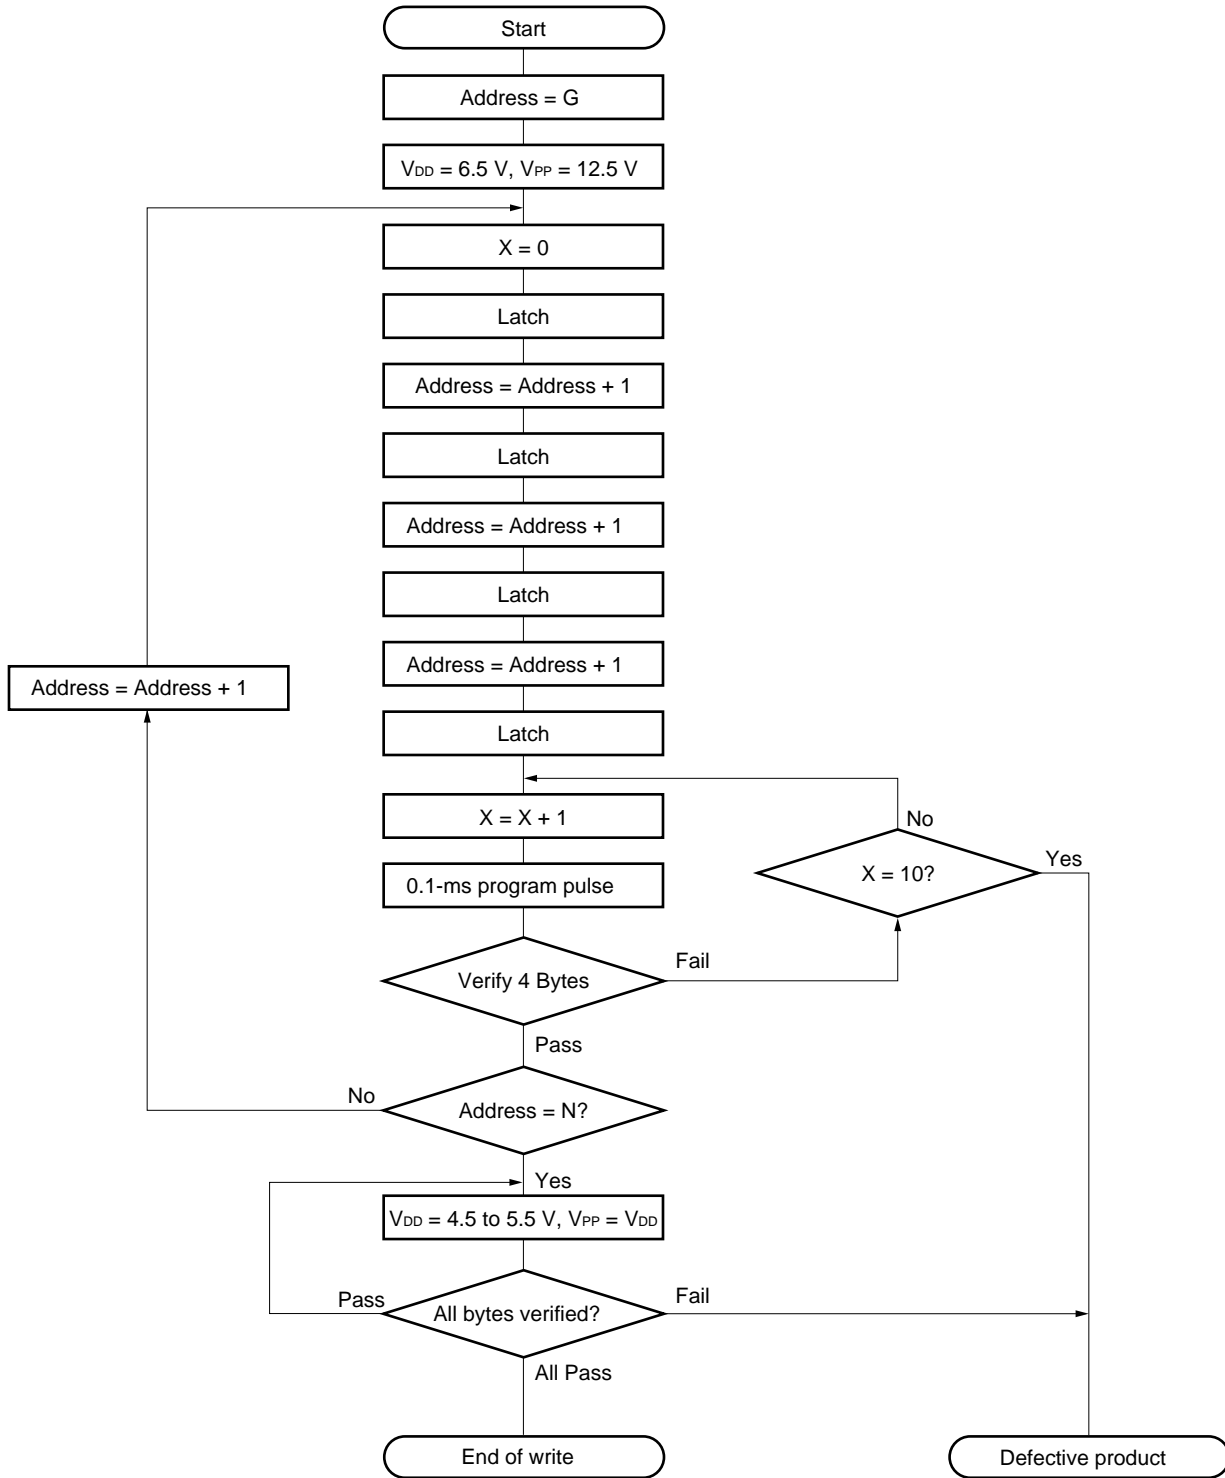 Start
Address = G
VDD = 6.5 V, VPP = 12.5 V
X = 0
Latch
Address = Address + 1
Latch
Address = Address + 1
Latch
Address = Address + 1
Address = Address + 1
Latch
X = X + 1
No
Yes
X = 10?
0.1-ms program pulse
Fail
Verify 4 Bytes
Pass
No
Address = N?
Yes
VDD = 4.5 to 5.5 V, VPP = VDD
Pass
Fail
All bytes verified?
All Pass
End of write
Defective product